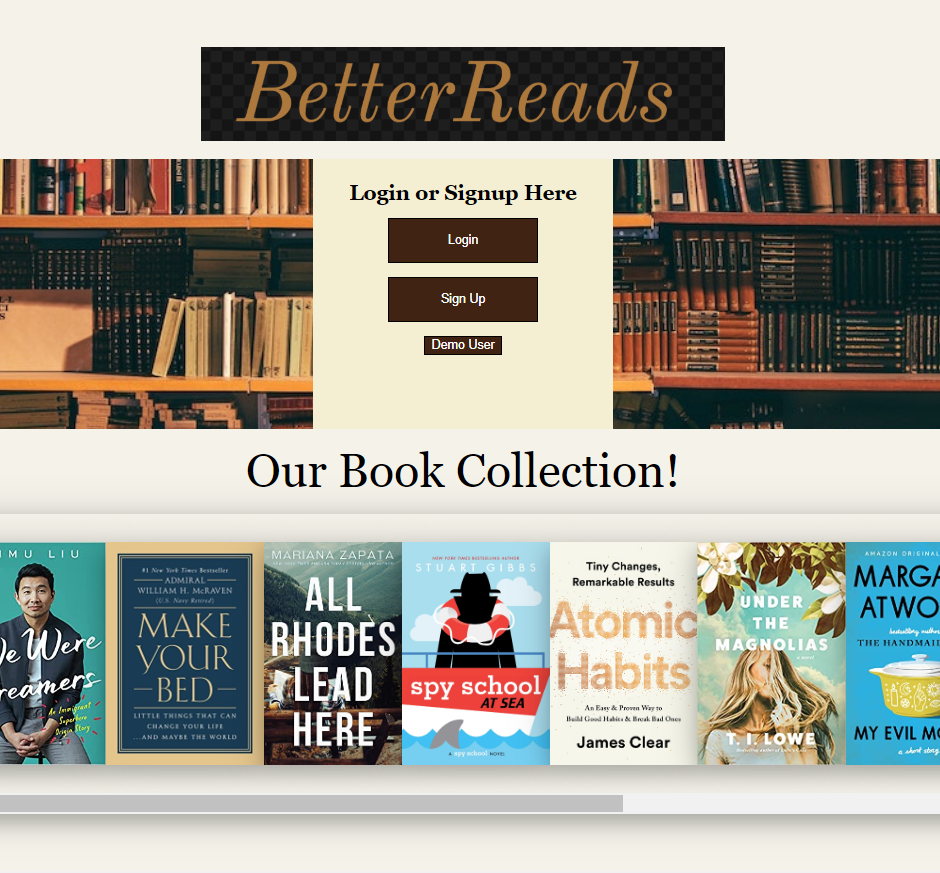 BetterReads
Login or Signup Here
Login
Sign Up
Demo User
Our Book Collection!
IMU LIU
e Were
reamers
An Immigrant
Superhero
Origin Story
#1 New York Times Bestseller
ADMIRAL
WILLIAM H. McRAVEN
(U.S. Navy Retired)
MAKE
YOUR
BED
LITTLE THINGS THAT CAN
CHANGE YOUR LIFE
...AND MAYBE THE WORLD
MARIANA ZAPATA
ALL
RHODES
LEAD
HERE
NEW YORK TIMES BESTSELLING AUTHOR
STUART GIBBS
spy school
AT SEA
A spy school NOVEL
Tiny Changes,
Remarkable Results
Atomic
Habits
An Easy & Proven Way to
Build Good Habits & Break Bad Ones
James Clear
UNDER
THE
MAGNOLIAS
a novel
T. I. LOWE
AMAZON ORIGINAL
MARGA
ATWO
bestselling autho
THE HANDMAID
MY EVIL MO
a short story